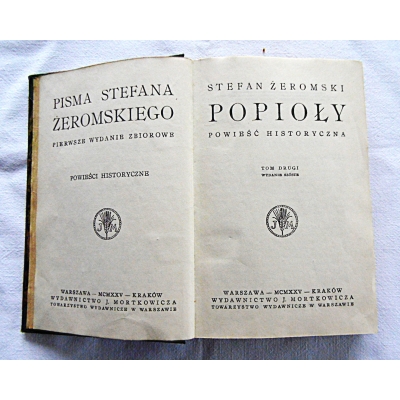 PISMA STEFANA
ŻEROMSKIEGO
PIERWSZE WYDANIE ZBIOROWE
POWIEŚCI HISTORYCZNE
J M
WARSZAWA — MCMXXV — KRAKÓW
WYDAWNICTWO J. MORTKOWICZA
TOWARZYSTWO WYDAWNICZE W WARSZAWIE
STEFAN ŻEROMSKI
POPIOŁY
POWIEŚĆ HISTORYCZNA
TOM DRUGI
WYDANIE
J M
WARSZAWA — MCMXXV — KRAKÓW
WYDAWNICTWO J. MORTKOWICZA
TOWARZYSTWO WYDAWNICZE W WARSZAWIE